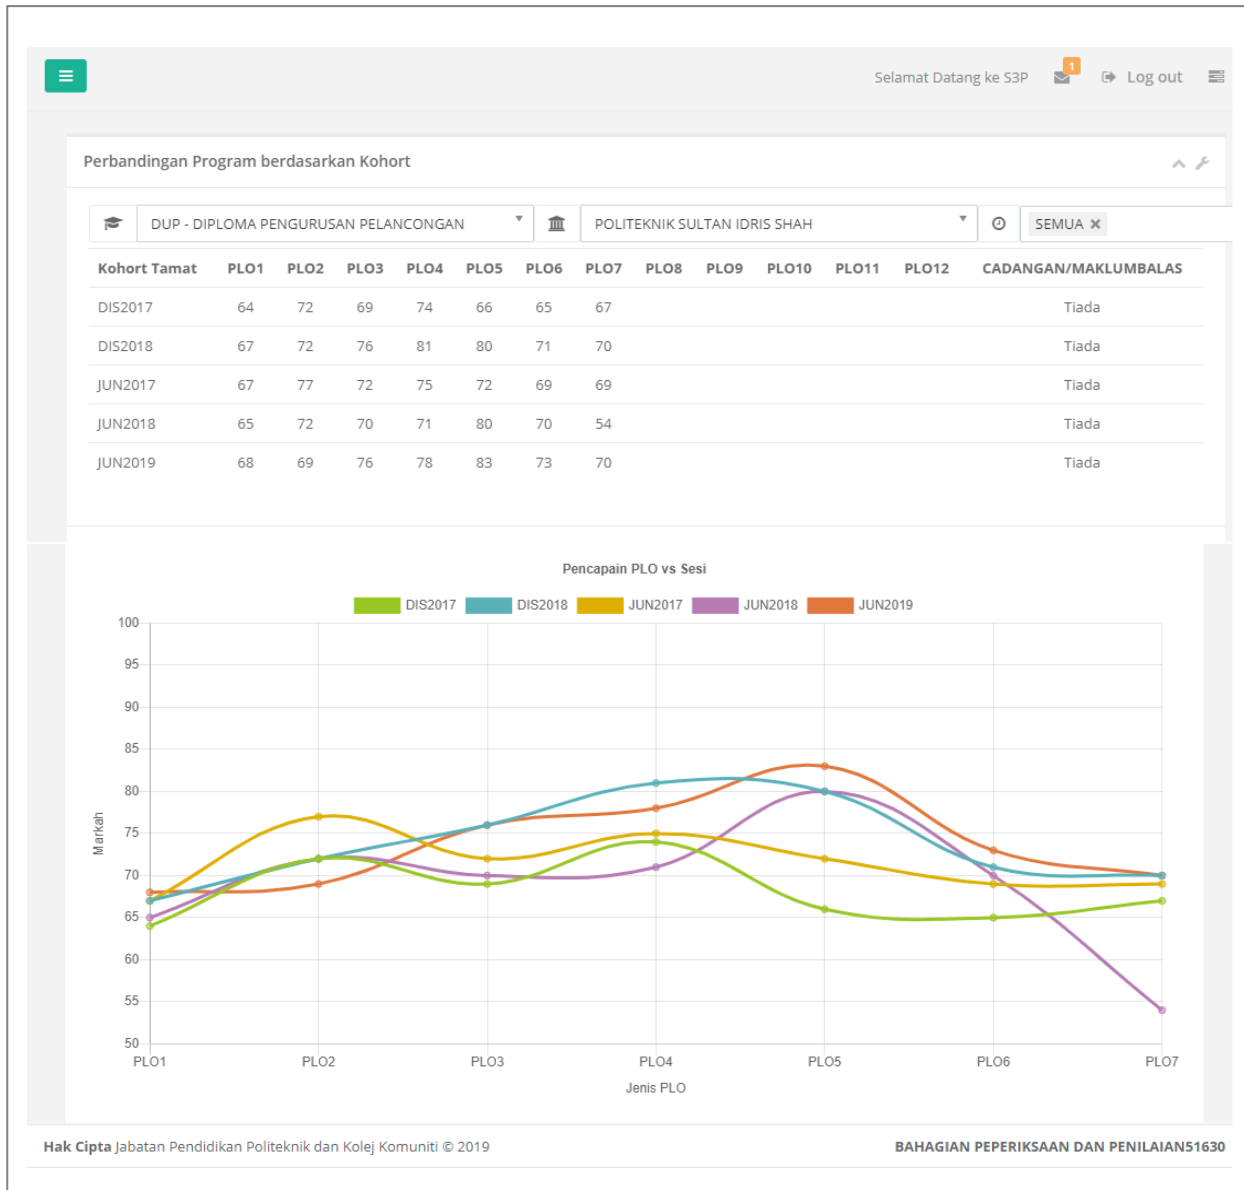 Selamat Datang ke S3P 1 Log out
Perbandingan Program berdasarkan Kohort
DUP - DIPLOMA PENGURUSAN PELANCONGAN POLITEKNIK SULTAN IDRIS SHAH SEMUA ×
Kohort Tamat PLO1 PLO2 PLO3 PLO4 PLO5 PLO6 PLO7 PLO8 PLO9 PLO10 PLO11 PLO12 CADANGAN/MAKLUMBALAS
DIS2017 64 72 69 74 66 65 67 Tiada
DIS2018 67 72 76 81 80 71 70 Tiada
JUN2017 67 77 72 75 72 69 69 Tiada
JUN2018 65 72 70 71 80 70 54 Tiada
JUN2019 68 69 76 78 83 73 70 Tiada
Pencapain PLO vs Sesi
DIS2017 DIS2018 JUN2017 JUN2018 JUN2019
100
95
90
85
80
75
70
65
60
55
50
Markah
PLO1 PLO2 PLO3 PLO4 PLO5 PLO6 PLO7
Jenis PLO
Hak Cipta Jabatan Pendidikan Politeknik dan Kolej Komuniti © 2019 BAHAGIAN PEPERIKSAAN DAN PENILAIAN51630